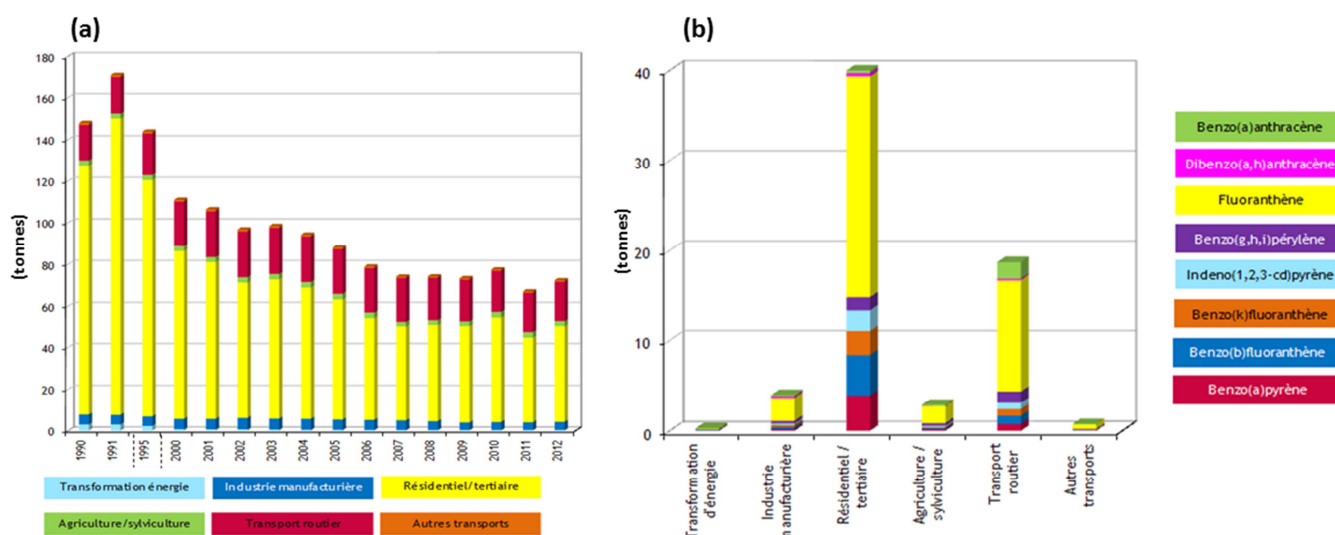 (a)
(tonnes)
180
160
140
120
100
80
60
40
20
0
1990
1991
1995
2000
2001
2002
2003
2004
2005
2006
2007
2008
2009
2010
2011
2012
Transformation énergie
Industrie manufacturière
Résidentiel/tertiaire
Agriculture/sylviculture
Transport routier
Autres transports
(b)
(tonnes)
40
30
20
10
0
Transformation
d'énergie
Industrie
manufacturière
Résidentiel /
tertiaire
Agriculture /
sylviculture
Transport
routier
Autres
transports
Benzo(a)anthracène
Dibenzo(a,h)anthracène
Fluoranthène
Benzo(g,h,i)pérylène
Indeno(1,2,3-cd)pyrène
Benzo(k)fluoranthène
Benzo(b)fluoranthène
Benzo(a)pyrène